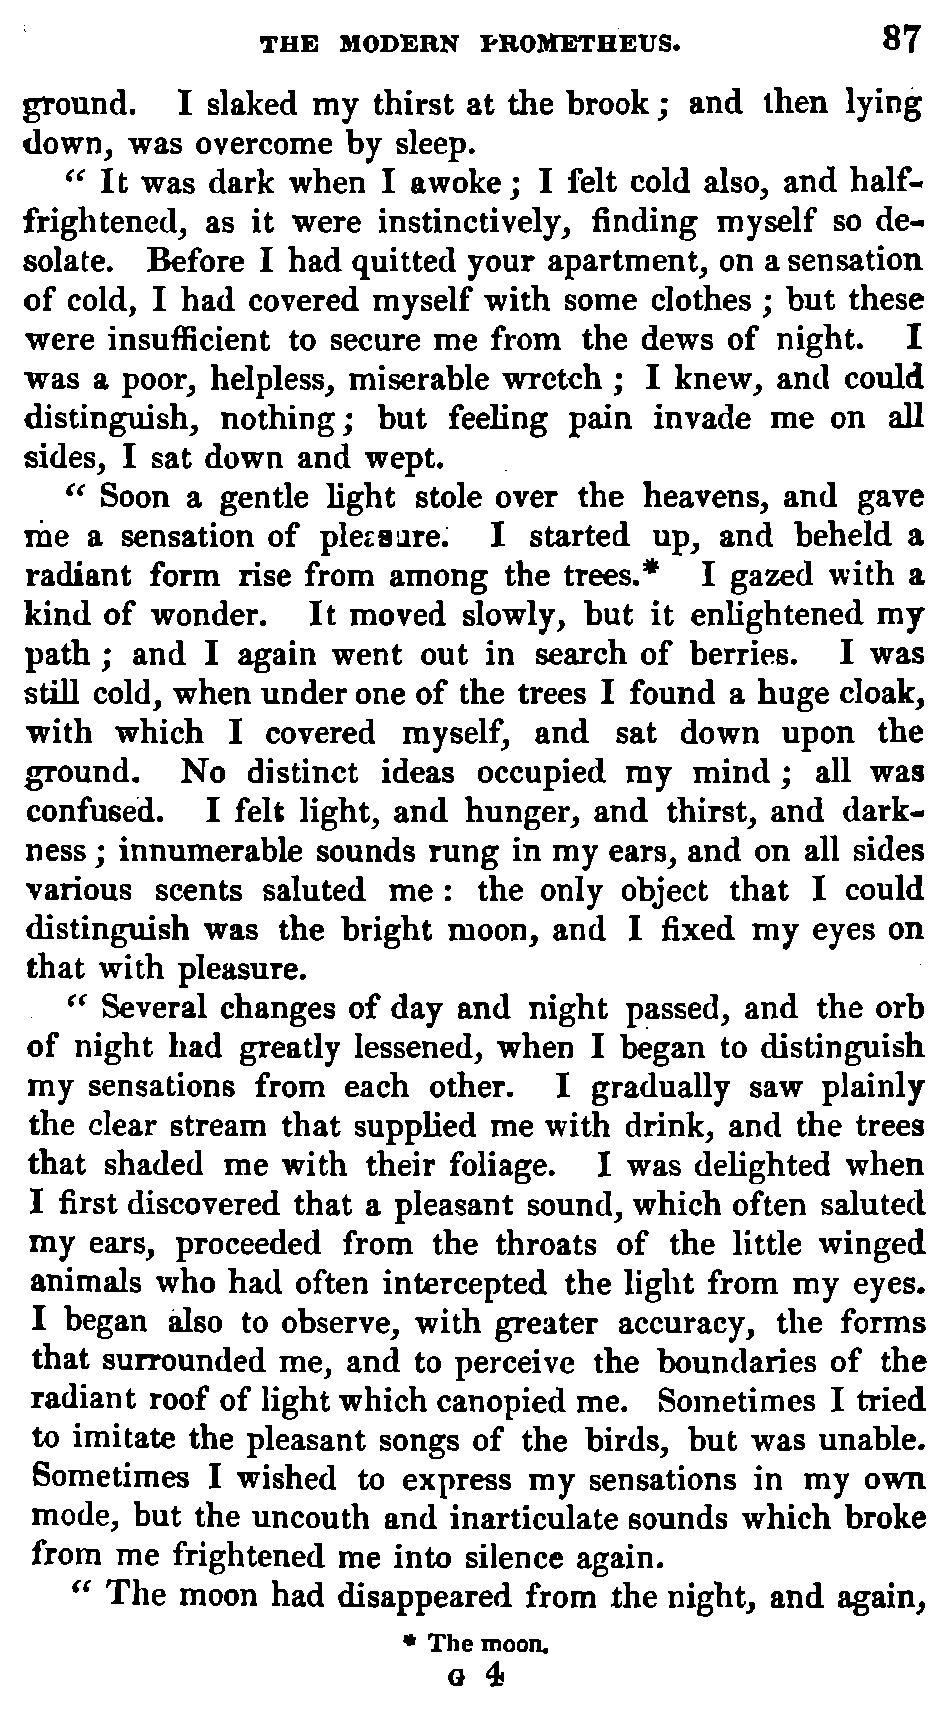 THE MODERN PROMETHEUS. 87
ground. I slaked my thirst at the brook ; and then lying
down, was overcome by sleep.
“ It was dark when I awoke ; I felt cold also, and half-
frightened, as it were instinctively, finding myself so de-
solate. Before I had quitted your apartment, on a sensation
of cold, I had covered myself with some clothes ; but these
were insufficient to secure me from the dews of night. I
was a poor, helpless, miserable wretch ; I knew, and could
distinguish, nothing ; but feeling pain invade me on all
sides, I sat down and wept.
“ Soon a gentle light stole over the heavens, and gave
me a sensation of pleasure. I started up, and beheld a
radiant form rise from among the trees.* I gazed with a
kind of wonder. It moved slowly, but it enlightened my
path ; and I again went out in search of berries. I was
still cold, when under one of the trees I found a huge cloak,
with which I covered myself, and sat down upon the
ground. No distinct ideas occupied my mind ; all was
confused. I felt light, and hunger, and thirst, and dark-
ness ; innumerable sounds rung in my ears, and on all sides
various scents saluted me : the only object that I could
distinguish was the bright moon, and I fixed my eyes on
that with pleasure.
“ Several changes of day and night passed, and the orb
of night had greatly lessened, when I began to distinguish
my sensations from each other. I gradually saw plainly
the clear stream that supplied me with drink, and the trees
that shaded me with their foliage. I was delighted when
I first discovered that a pleasant sound, which often saluted
my ears, proceeded from the throats of the little winged
animals who had often intercepted the light from my eyes.
I began also to observe, with greater accuracy, the forms
that surrounded me, and to perceive the boundaries of the
radiant roof of light which canopied me. Sometimes I tried
to imitate the pleasant songs of the birds, but was unable.
Sometimes I wished to express my sensations in my own
mode, but the uncouth and inarticulate sounds which broke
from me frightened me into silence again.
“ The moon had disappeared from the night, and again,
* The moon.
G 4